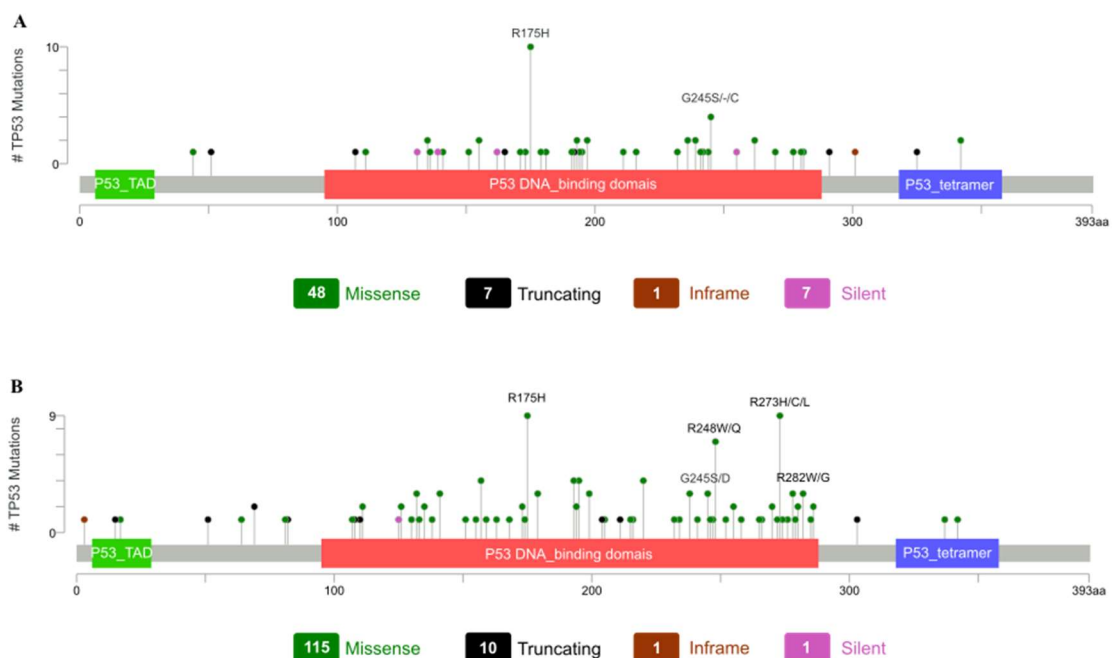 A
R175H
10
G245S/-/C
# TP53 Mutations
0
P53_TAD P53 DNA_binding domais P53_tetramer
0 100 200 300 393aa
48 Missense 7 Truncating 1 Inframe 7 Silent
B
R175H R273H/C/L
9
R248W/Q
G245S/D R282W/G
# TP53 Mutations
0
P53_TAD P53 DNA_binding domais P53_tetramer
0 100 200 300 393aa
115 Missense 10 Truncating 1 Inframe 1 Silent